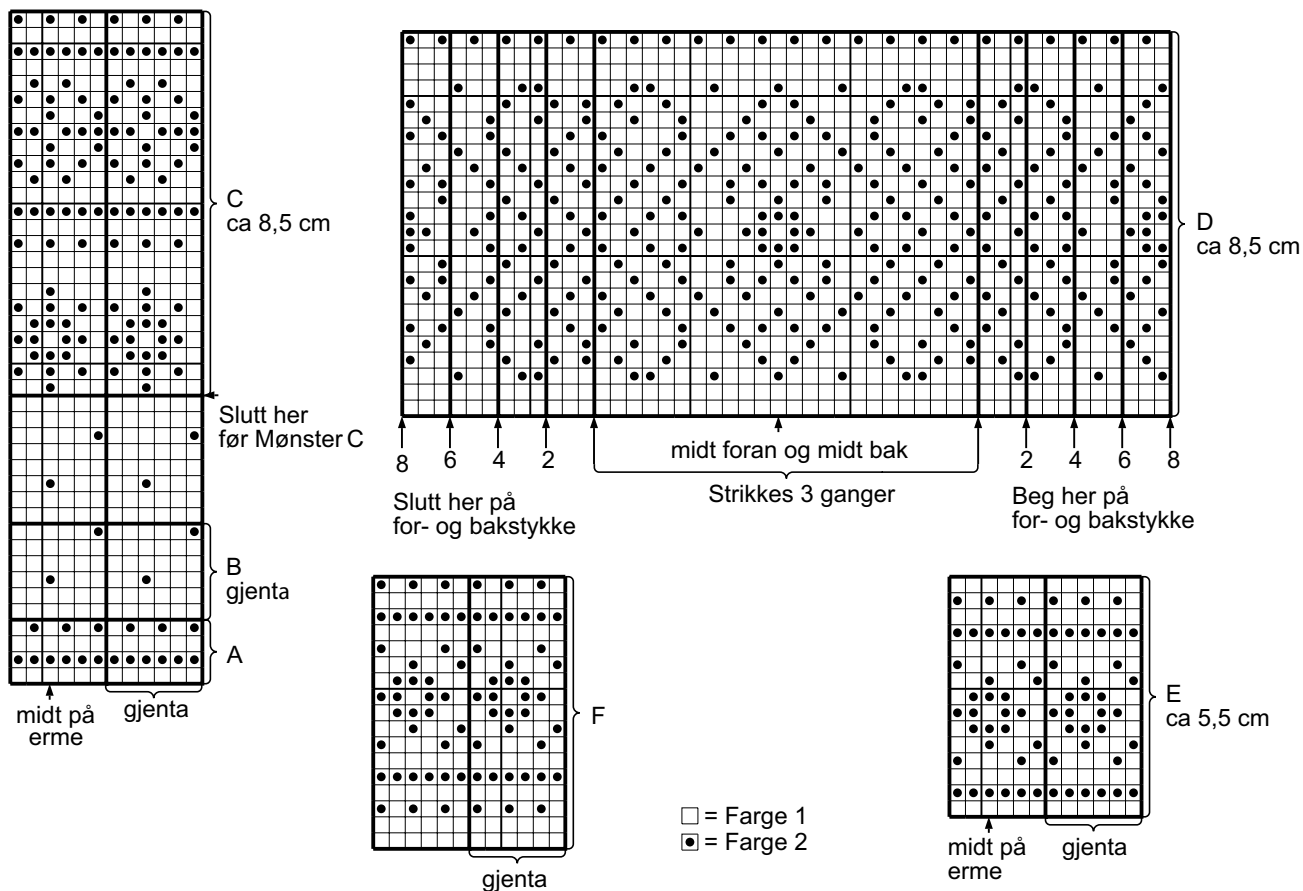 C
ca 8,5 cm
Slutt her
før Mønster C
B
gjenta
A
midt på
erme
gjenta
D
ca 8,5 cm
8 6 4 2
midt foran og midt bak
2 4 6 8
Strikkes 3 ganger
Slutt her på
for- og bakstykke
Beg her på
for- og bakstykke
F
gjenta
= Farge 1
= Farge 2
E
ca 5,5 cm
midt på
erme
gjenta